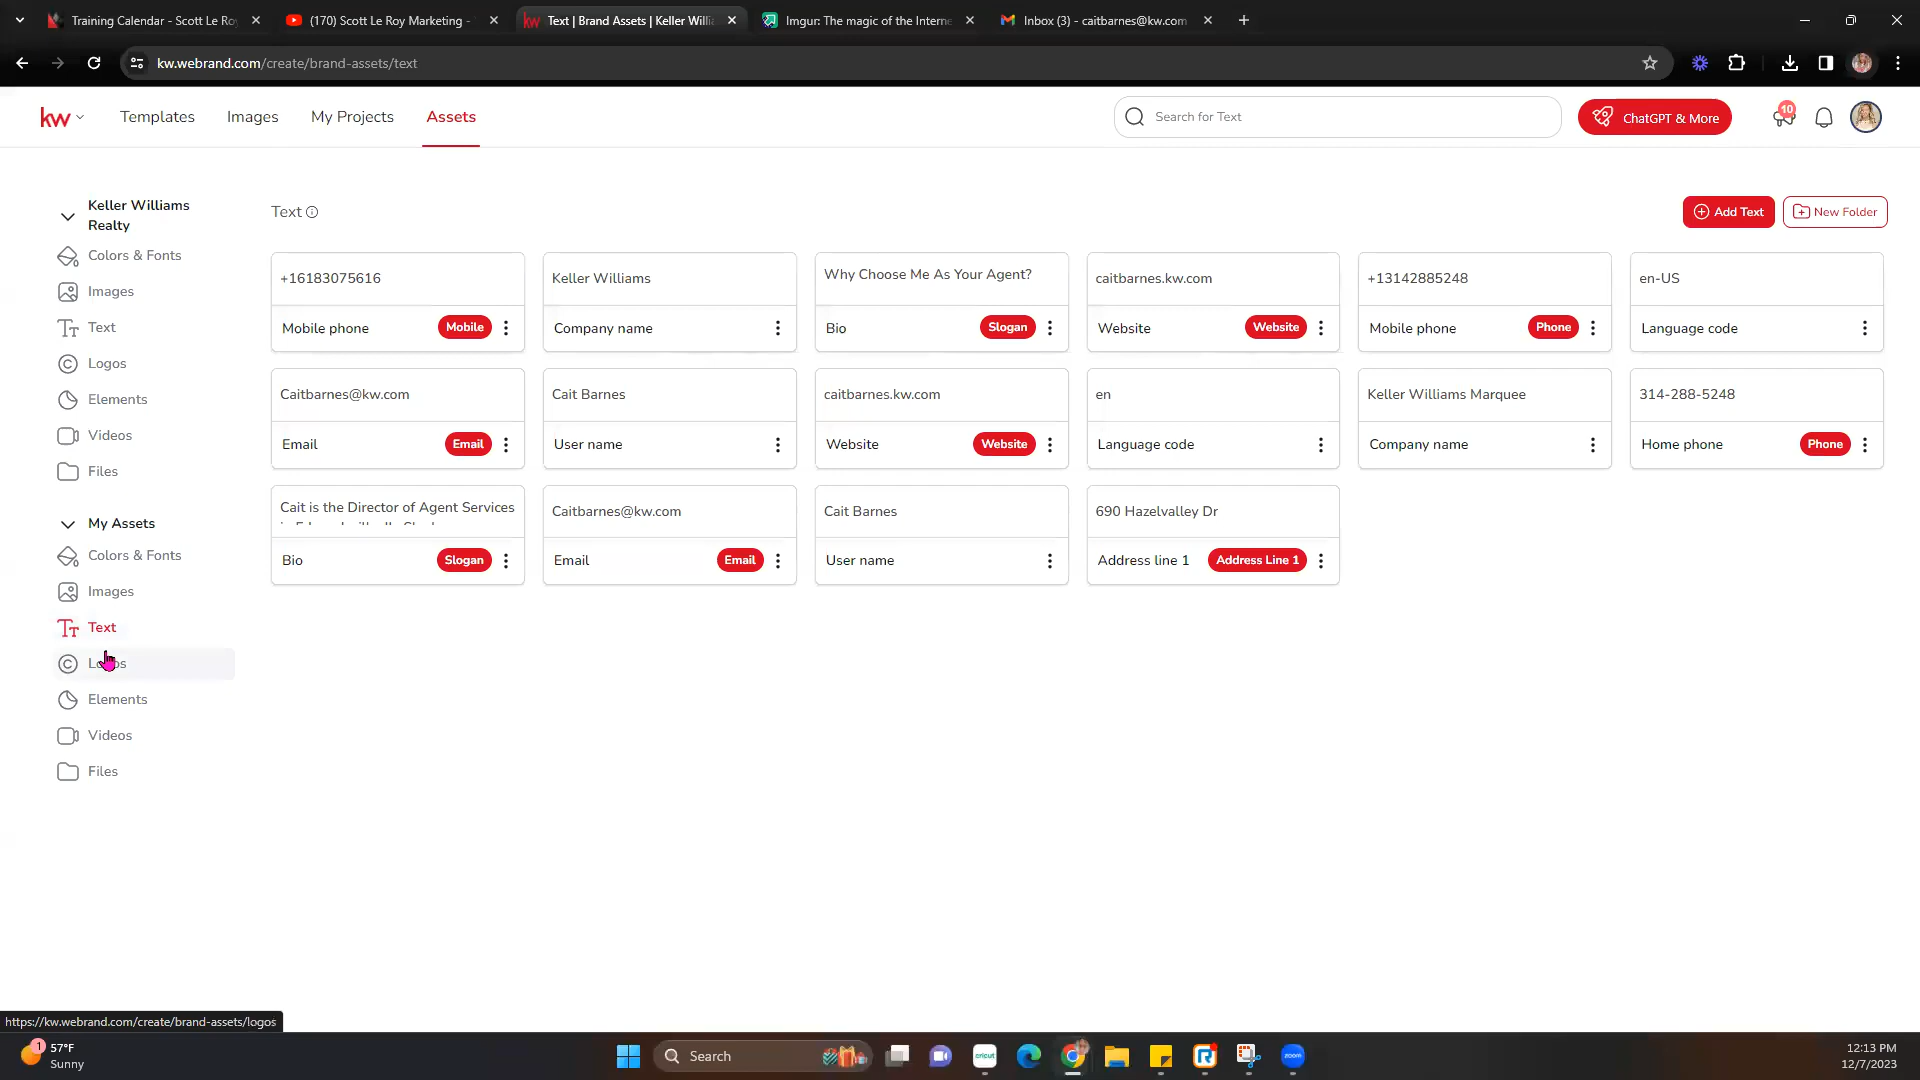 Training Calendar - Scott Le Ro
(170) Scott Le Roy Marketing -
Text | Brand Assets | Keller Willi
Imgur: The magic of the Interne
Inbox (3) - caitbarnes@kw.com
kw.webrand.com/create/brand-assets/text
kw
Templates
Images
My Projects
Assets
Search for Text
ChatGPT & More
10
Keller Williams
Realty
Colors & Fonts
Images
Text
Logos
Elements
Videos
Files
My Assets
Colors & Fonts
Images
Text
Logos
Elements
Videos
Files
Text
Add Text
New Folder
+16183075616
Keller Williams
Why Choose Me As Your Agent?
caitbarnes.kw.com
+13142885248
en-US
Mobile phone Mobile
Company name
Bio Slogan
Website Website
Mobile phone Phone
Language code
Caitbarnes@kw.com
Cait Barnes
caitbarnes.kw.com
en
Keller Williams Marquee
314-288-5248
Email Email
User name
Website Website
Language code
Company name
Home phone Phone
Cait is the Director of Agent Services
Caitbarnes@kw.com
Cait Barnes
690 Hazelvalley Dr
Bio Slogan
Email Email
User name
Address line 1 Address Line 1
https://kw.webrand.com/create/brand-assets/logos
1
57°F
Sunny
Search
cricut
zoom
12:13 PM
12/7/2023